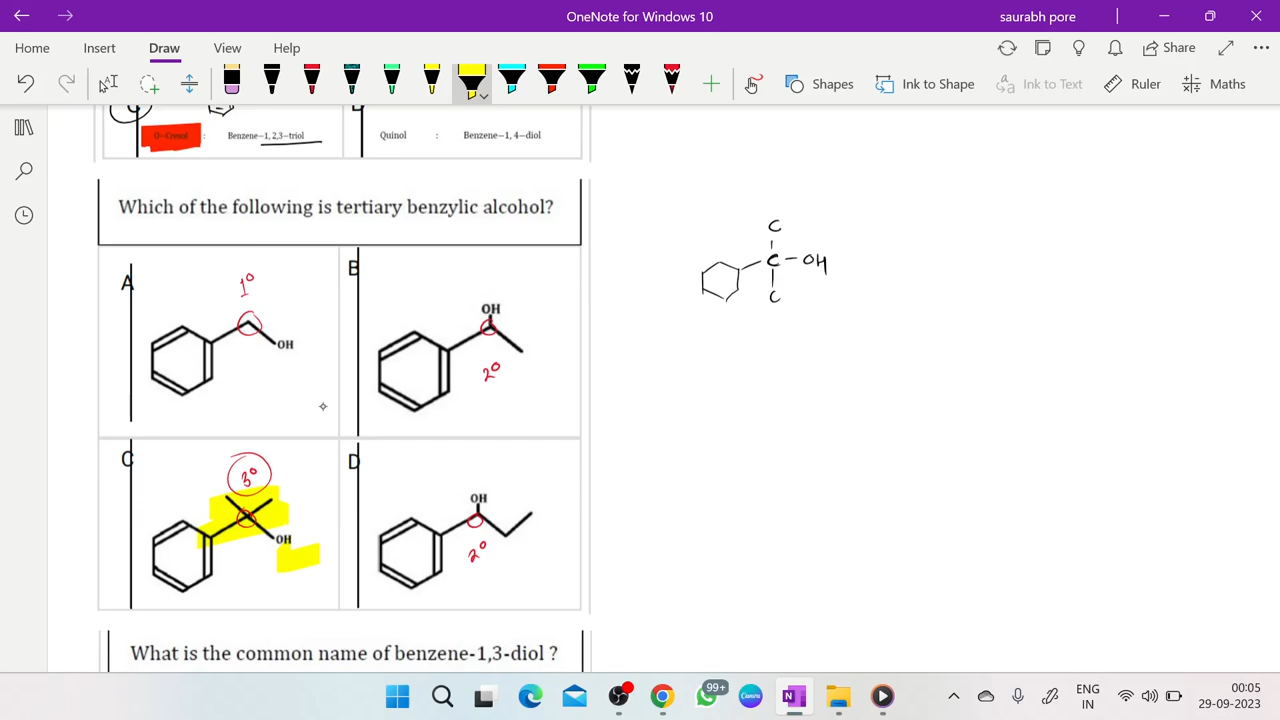 OneNote for Windows 10
saurabh pore
Home Insert Draw View Help
Share
Shapes
Ink to Shape
Ink to Text
Ruler
Maths
O-Cresol : Benzene-1, 2,3-triol
Quinol : Benzene-1, 4-diol
Which of the following is tertiary benzylic alcohol?
A
1°
OH
B
OH
2°
C
3°
OH
D
OH
2°
C
C - OH
C
What is the common name of benzene-1,3-diol ?
99+
Canva
ENG
IN
00:05
29-09-2023